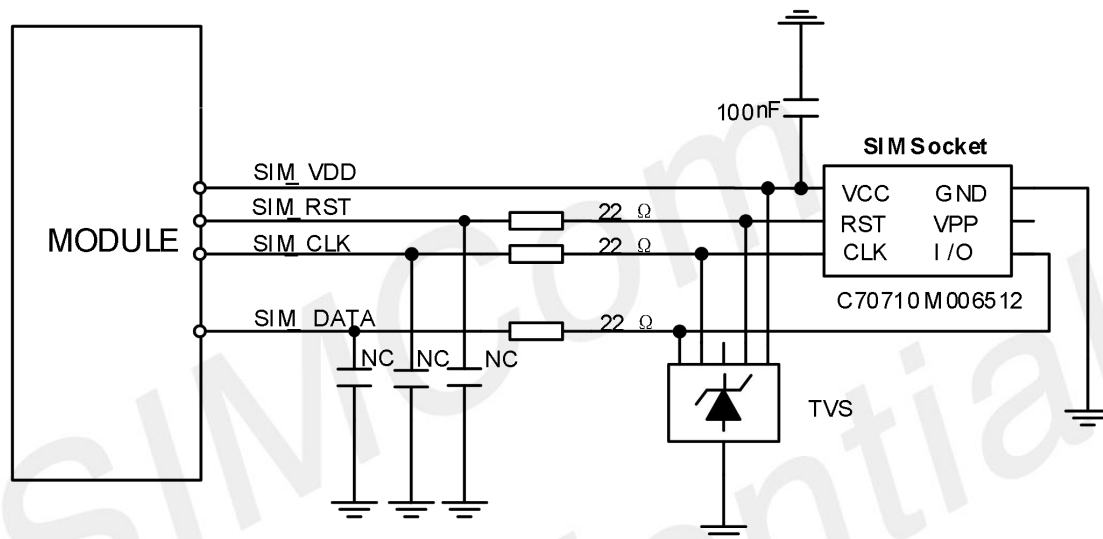 100nF
SIM Socket
SIM_VDD
VCC GND
SIM_RST
22 Ω
RST VPP
MODULE
SIM_CLK
22 Ω
CLK I/O
C70710M006512
SIM_DATA
22 Ω
NC NC NC
TVS
SIMCom